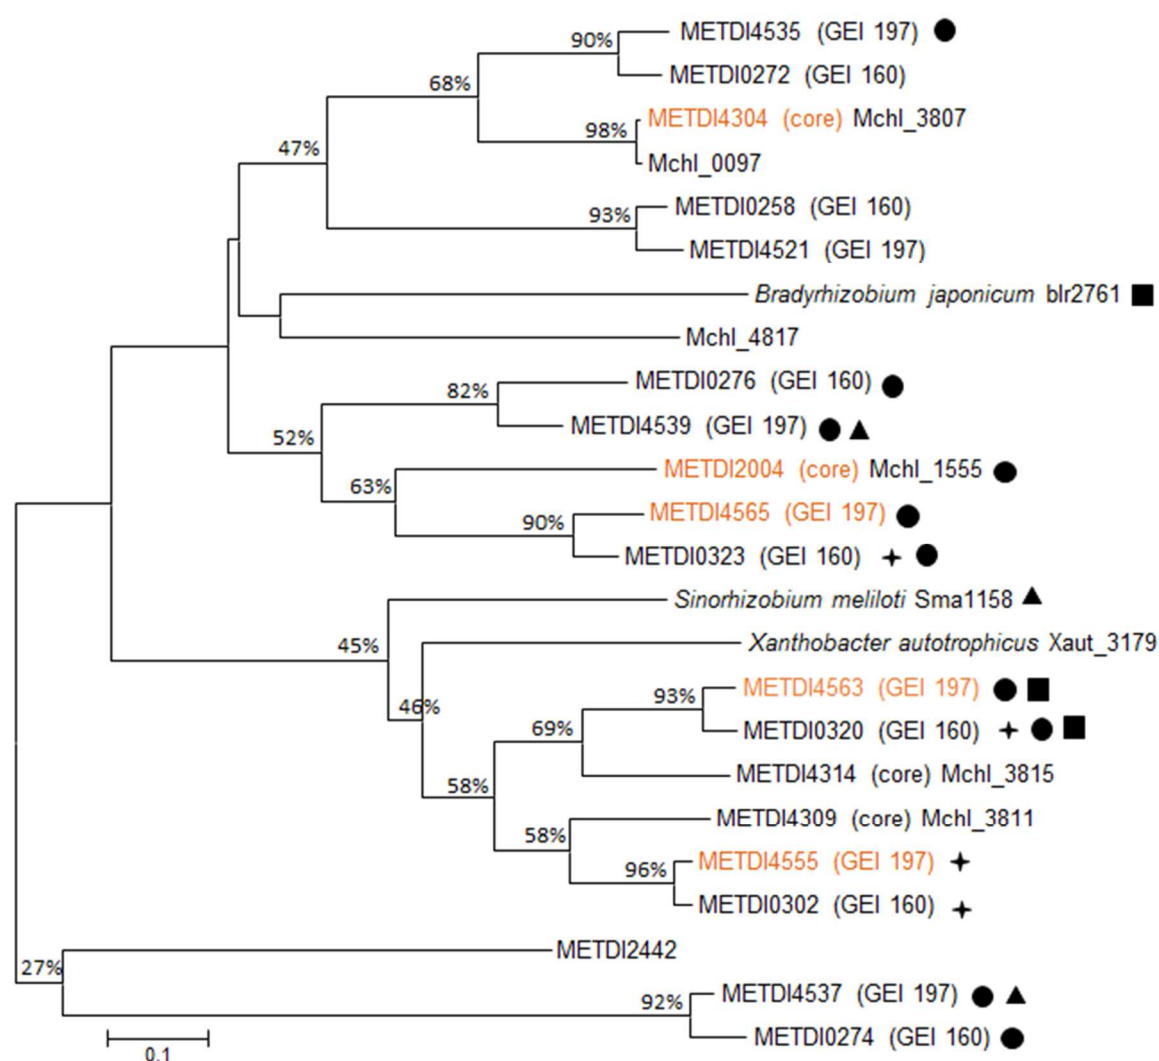 90%
METDI4535 (GEI 197)
METDI0272 (GEI 160)
68%
METDI4304 (core) Mchl_3807
98%
Mchl_0097
47%
METDI0258 (GEI 160)
93%
METDI4521 (GEI 197)
Bradyrhizobium japonicum blr2761
Mchl_4817
METDI0276 (GEI 160)
82%
METDI4539 (GEI 197)
52%
METDI2004 (core) Mchl_1555
63%
METDI4565 (GEI 197)
90%
METDI0323 (GEI 160)
Sinorhizobium meliloti Sma1158
45%
Xanthobacter autotrophicus Xaut_3179
46%
METDI4563 (GEI 197)
93%
METDI0320 (GEI 160)
69%
METDI4314 (core) Mchl_3815
58%
METDI4309 (core) Mchl_3811
58%
METDI4555 (GEI 197)
96%
METDI0302 (GEI 160)
METDI2442
27%
METDI4537 (GEI 197)
92%
METDI0274 (GEI 160)
0.1